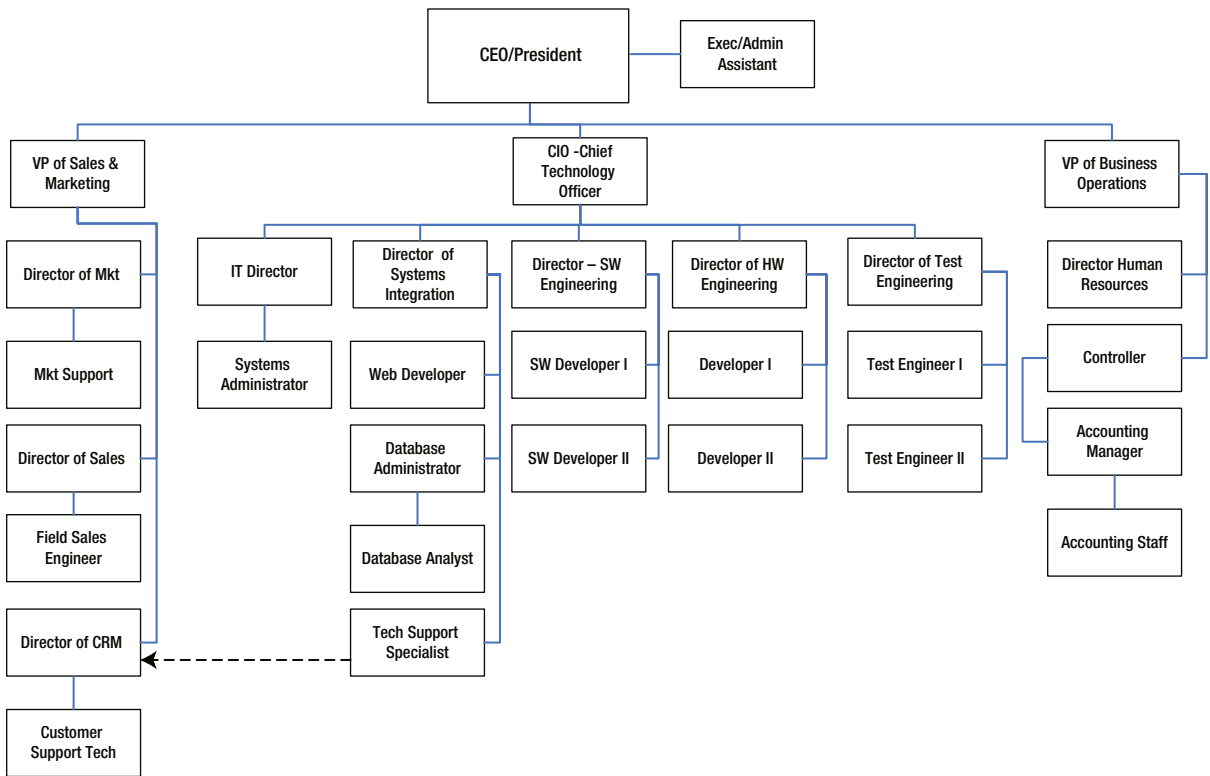 CEO/President
Exec/Admin
Assistant
VP of Sales &
Marketing
CIO -Chief
Technology
Officer
VP of Business
Operations
Director of Mkt
IT Director
Director of
Systems
Integration
Director – SW
Engineering
Director of HW
Engineering
Director of Test
Engineering
Director Human
Resources
Mkt Support
Systems
Administrator
Web Developer
SW Developer I
Developer I
Test Engineer I
Controller
Director of Sales
Database
Administrator
SW Developer II
Developer II
Test Engineer II
Accounting
Manager
Field Sales
Engineer
Database Analyst
Accounting Staff
Director of CRM
Tech Support
Specialist
Customer
Support Tech